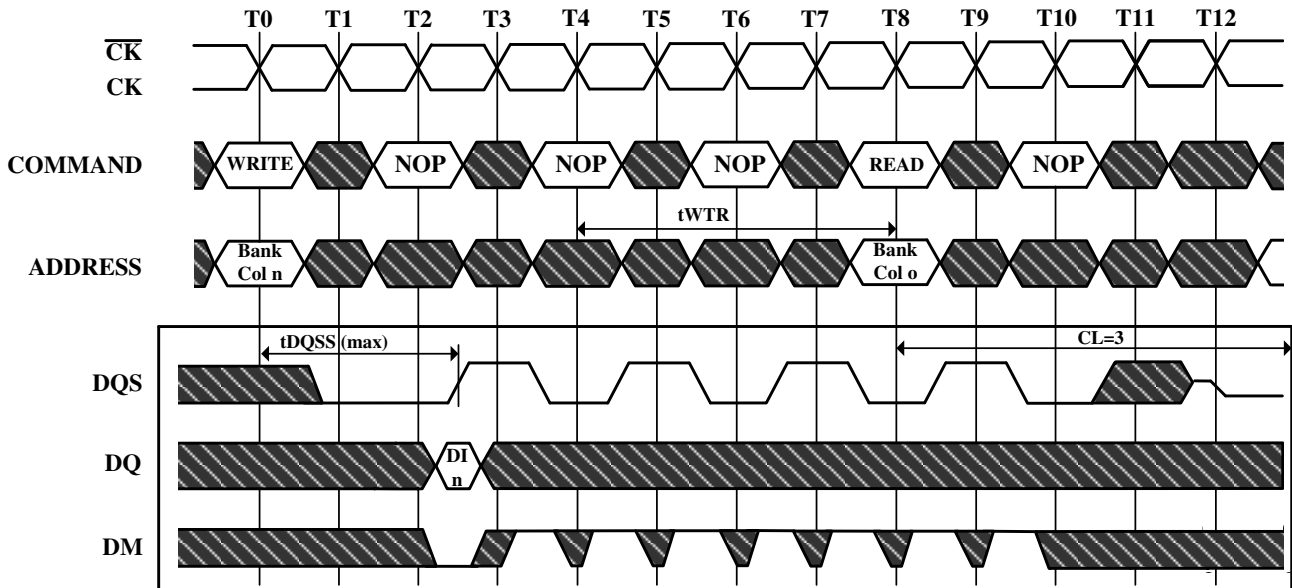 T0 T1 T2 T3 T4 T5 T6 T7 T8 T9 T10 T11 T12
CK
CK
COMMAND WRITE NOP NOP NOP READ NOP
tWTR
ADDRESS Bank Col n Bank Col o
tDQSS (max) CL=3
DQS
DQ DI n
DM